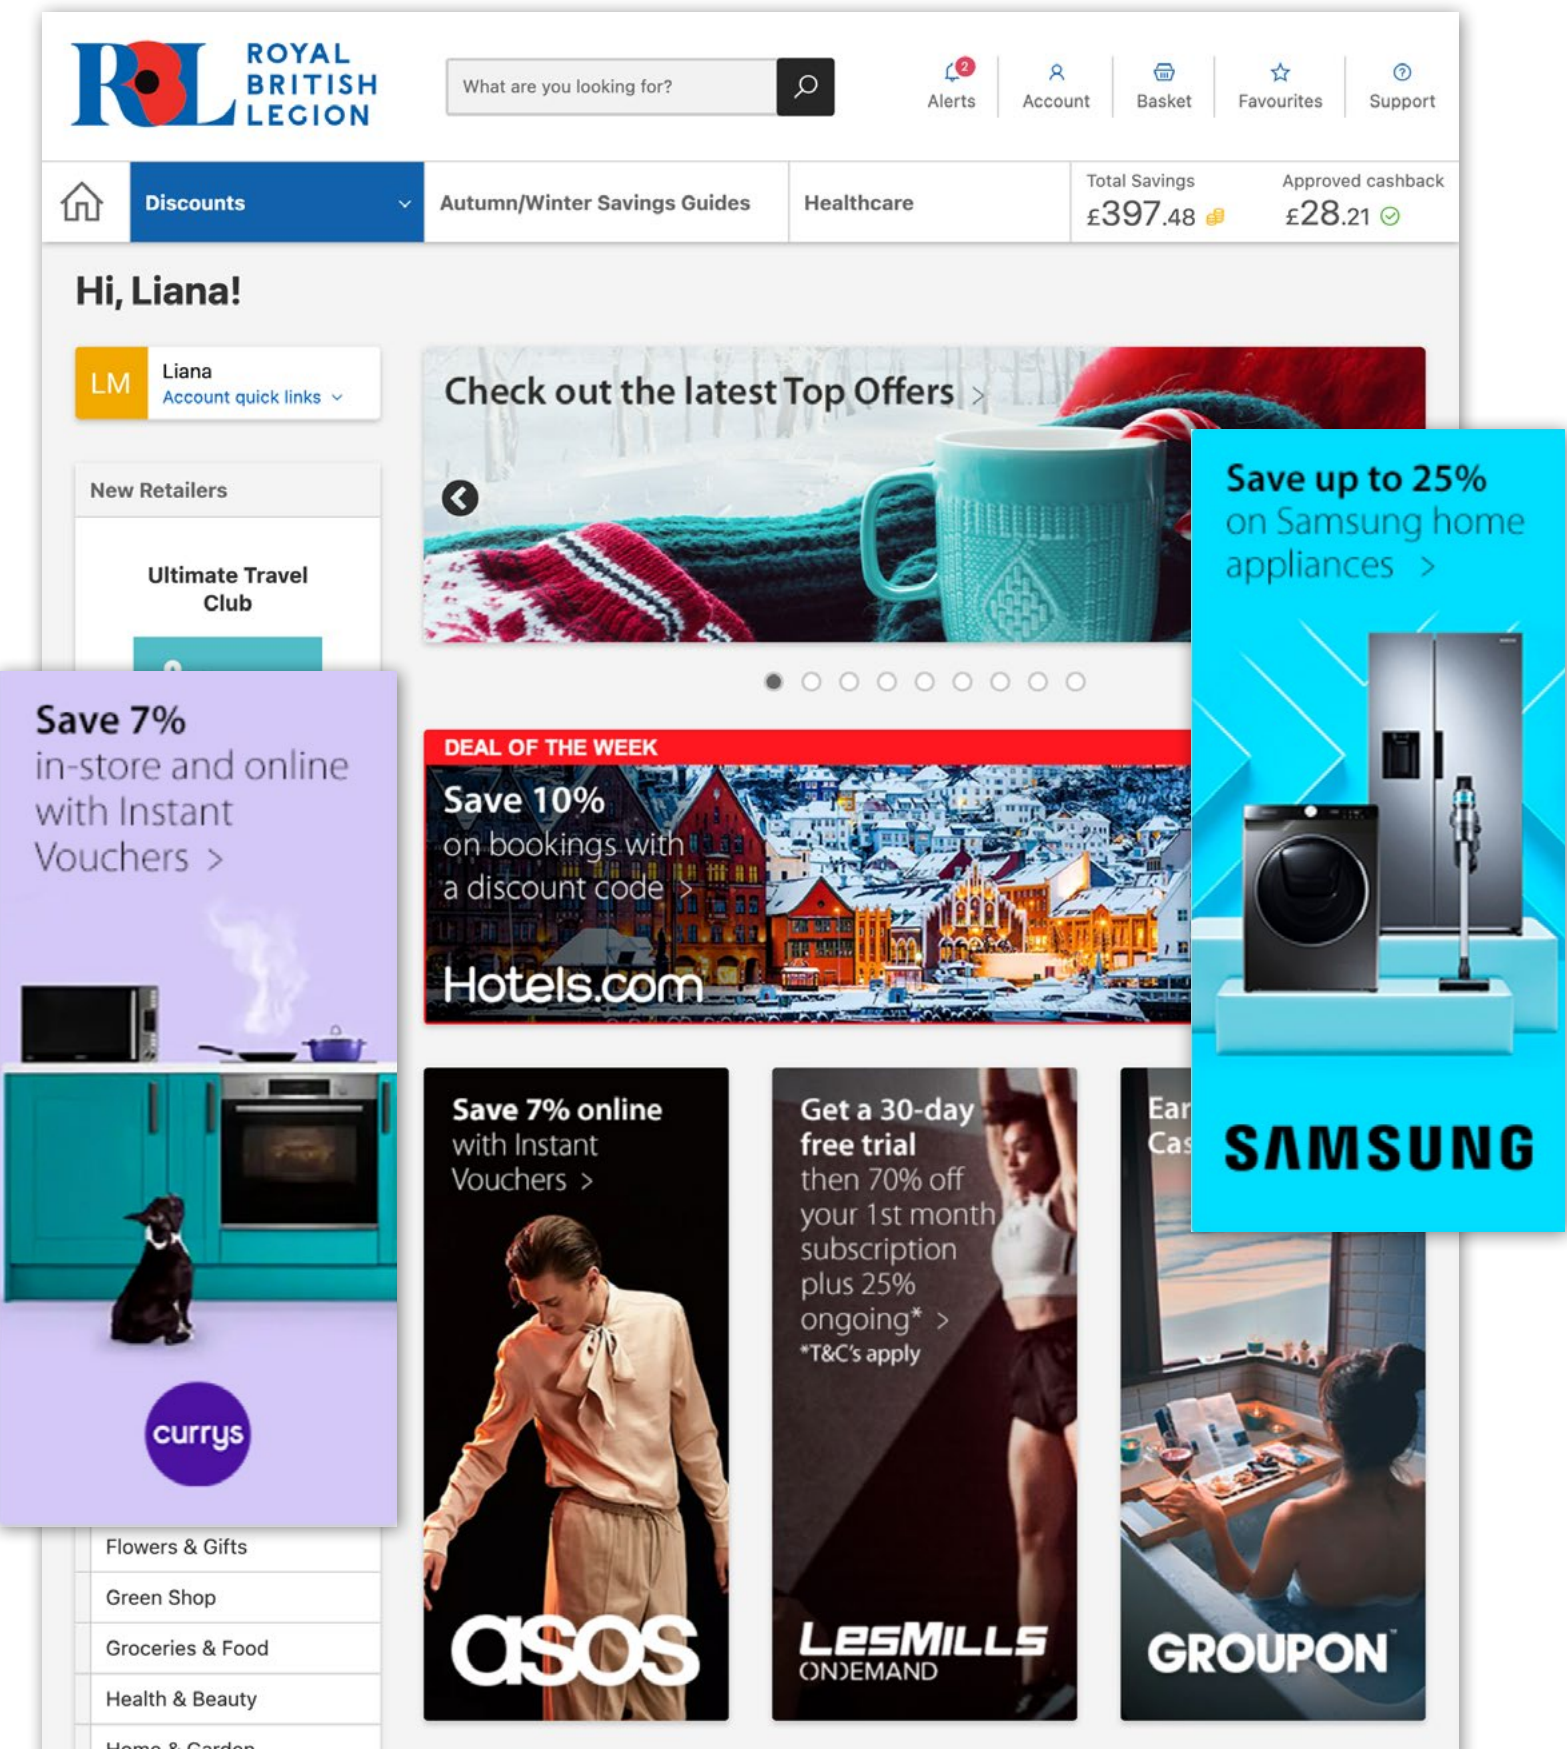 ROYAL
BRITISH
LEGION
What are you looking for?
2
Alerts
Account
Basket
Favourites
Support
Discounts
Autumn/Winter Savings Guides
Healthcare
Total Savings
£397.48
Approved cashback
£28.21
Hi, Liana!
LM
Liana
Account quick links
New Retailers
Ultimate Travel
Club
Check out the latest Top Offers >
DEAL OF THE WEEK
Save 10%
on bookings with
a discount code >
Hotels.com
Save up to 25%
on Samsung home
appliances >
SAMSUNG
Save 7%
in-store and online
with Instant
Vouchers >
currys
Save 7% online
with Instant
Vouchers >
asos
Get a 30-day
free trial
then 70% off
your 1st month
subscription
plus 25%
ongoing* >
*T&C's apply
LESMILLS
ONDEMAND
GROUPON
Flowers & Gifts
Green Shop
Groceries & Food
Health & Beauty
Home & Garden